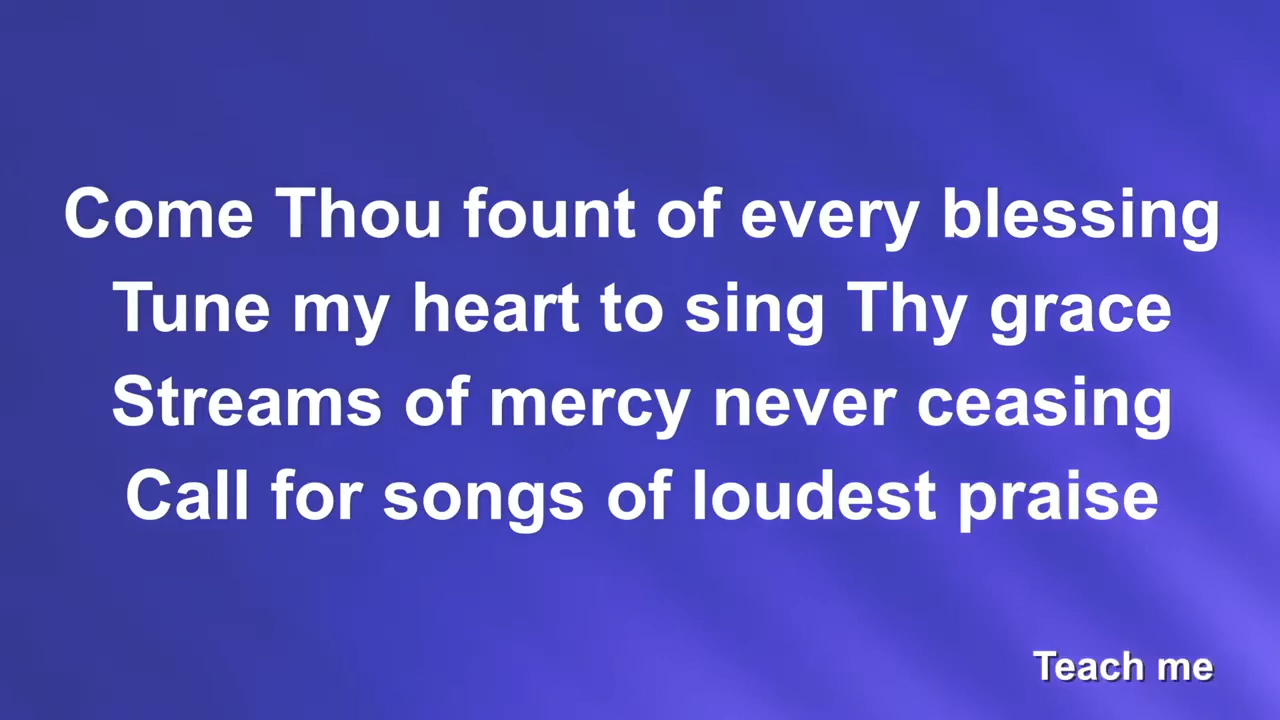 Come Thou fount of every blessing
Tune my heart to sing Thy grace
Streams of mercy never ceasing
Call for songs of loudest praise
Teach me